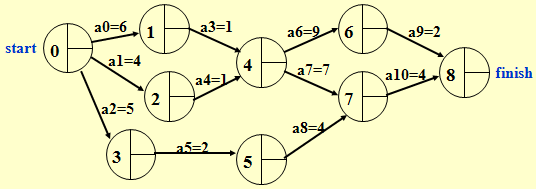 a0=6
1
a3=1
a6=9
6
a9=2
start
0
a1=4
4
8
finish
2
a4=1
a7=7
7
a10=4
a2=5
3
a5=2
5
a8=4